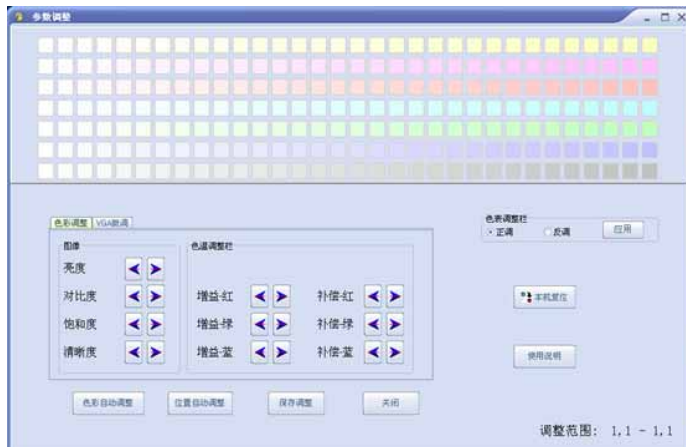 参数调整
色彩调整 VGA微调
色表调整栏
正调 反调 应用
图像 色温调整栏
亮度
对比度 增益-红 补偿-红
本机复位
饱和度 增益-绿 补偿-绿
清晰度 增益-蓝 补偿-蓝
使用说明
色彩自动调整 位置自动调整 保存调整 关闭
调整范围: 1,1 - 1,1